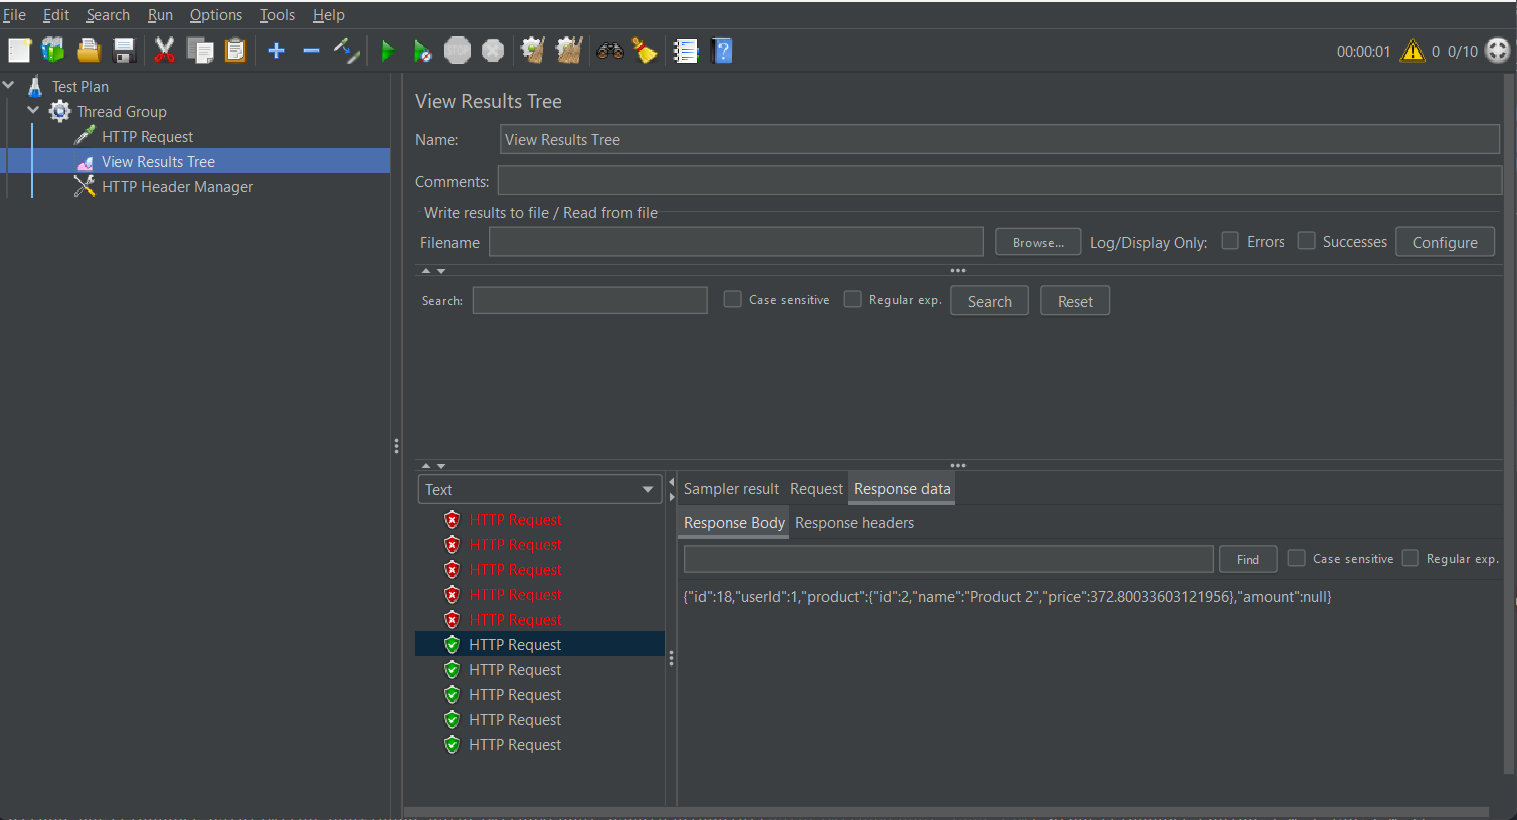 File Edit Search Run Options Tools Help
STOP
00:00:01 0 0/10
Test Plan
Thread Group
HTTP Request
View Results Tree
HTTP Header Manager
View Results Tree
Name: View Results Tree
Comments:
Write results to file / Read from file
Filename Browse... Log/Display Only: Errors Successes Configure
Search: Case sensitive Regular exp. Search Reset
Text
HTTP Request
HTTP Request
HTTP Request
HTTP Request
HTTP Request
HTTP Request
HTTP Request
HTTP Request
HTTP Request
HTTP Request
Sampler result Request Response data
Response Body Response headers
Find Case sensitive Regular exp.
{"id":18,"userId":1,"product":{"id":2,"name":"Product 2","price":372.80033603121956},"amount":null}